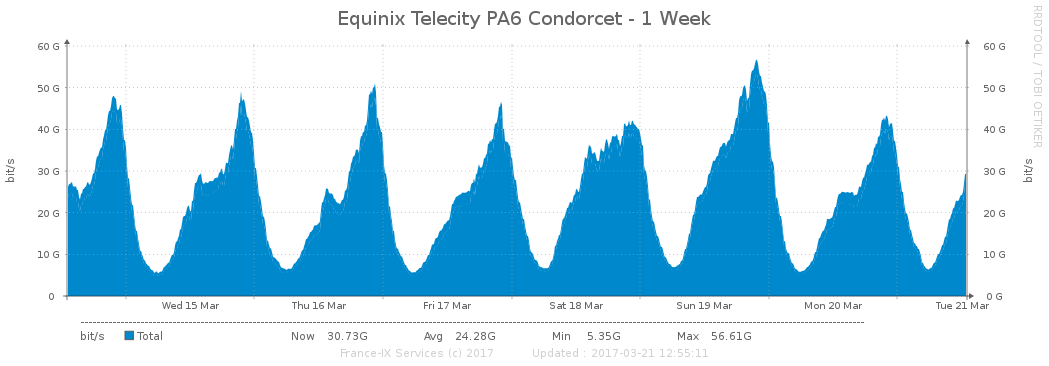 Equinix Telecity PA6 Condorcet - 1 Week
RRDTOOL / TOBI OETIKER
60 G 60 G
50 G 50 G
40 G 40 G
30 G 30 G
20 G 20 G
10 G 10 G
0 0 G
bit/s
bit/s
Wed 15 Mar Thu 16 Mar Fri 17 Mar Sat 18 Mar Sun 19 Mar Mon 20 Mar Tue 21 Mar
bit/s Total Now 30.73G Avg 24.28G Min 5.35G Max 56.61G
France-IX Services (c) 2017 Updated : 2017-03-21 12:55:11